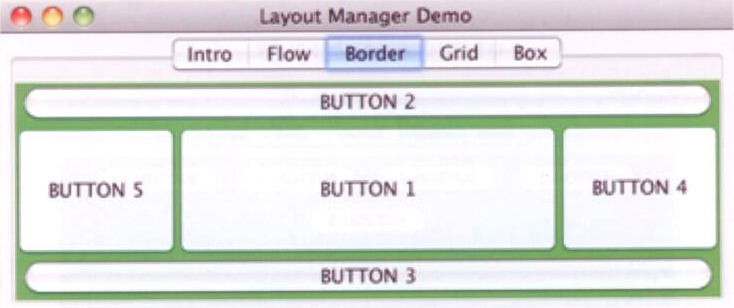 Layout Manager Demo
Intro Flow Border Grid Box
BUTTON 2
BUTTON 5 BUTTON 1 BUTTON 4
BUTTON 3